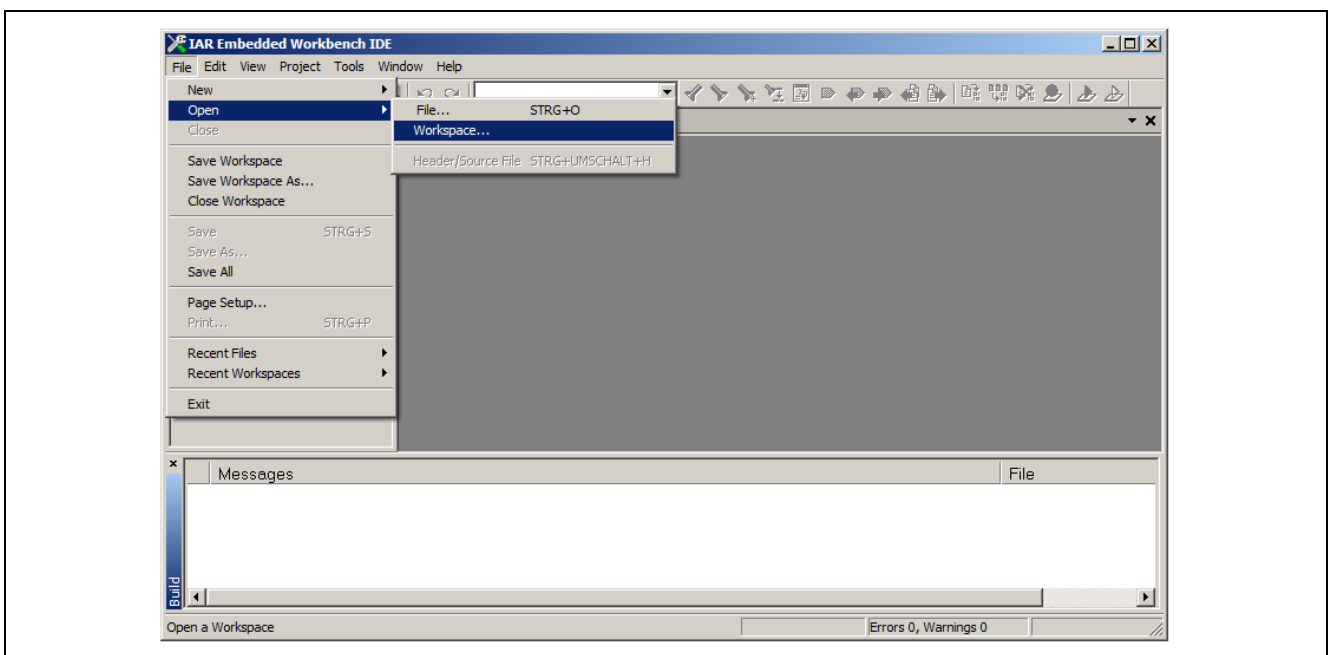 IAR Embedded Workbench IDE
File Edit View Project Tools Window Help
New
Open
Close
Save Workspace
Save Workspace As...
Close Workspace
Save STRG+S
Save As...
Save All
Page Setup...
Print... STRG+P
Recent Files
Recent Workspaces
Exit
File... STRG+O
Workspace...
Header/Source File STRG+UMSCHALT+H
Messages File
Build
Open a Workspace Errors 0, Warnings 0